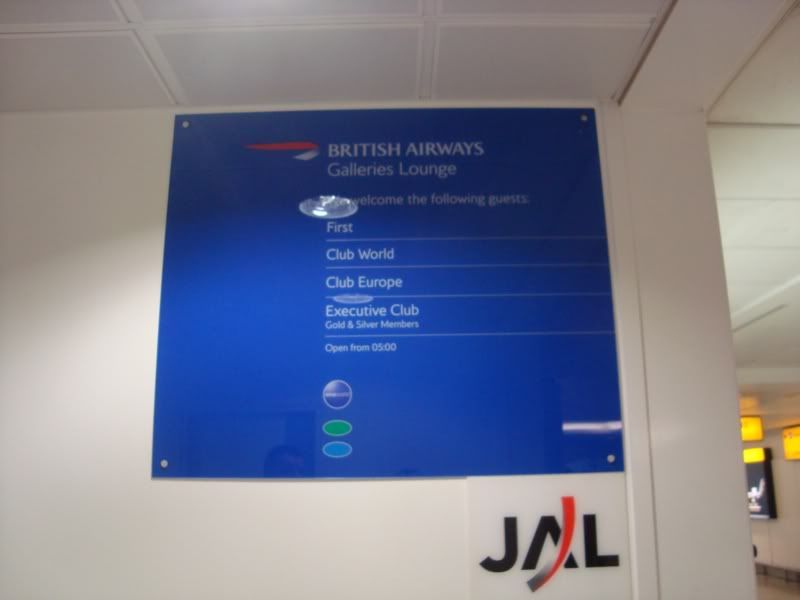 BRITISH AIRWAYS
Galleries Lounge
welcome the following guests:
First
Club World
Club Europe
Executive Club
Gold & Silver Members
Open from 05:00
JAL